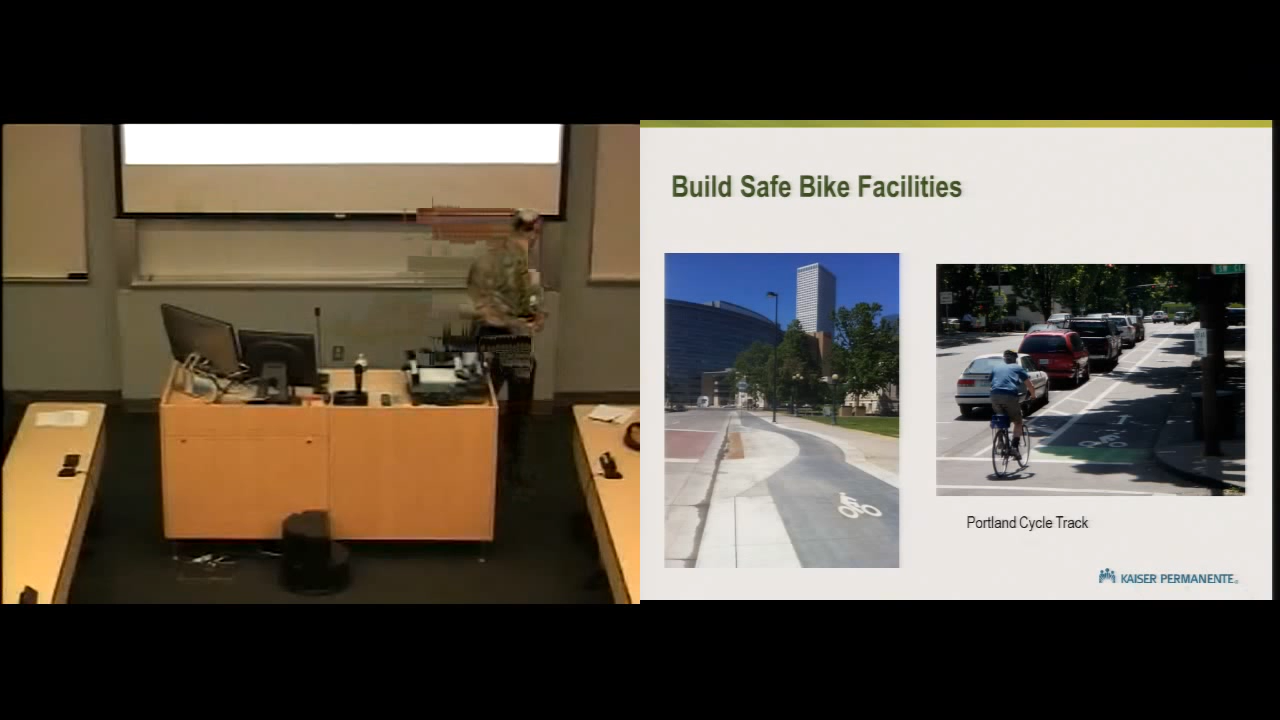 Build Safe Bike Facilities
Portland Cycle Track
KAISER PERMANENTE®